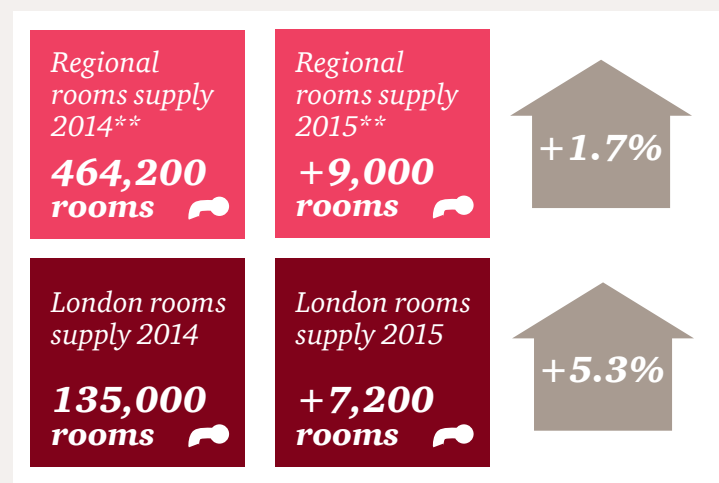 Regional
rooms supply
2014**
464,200
rooms
Regional
rooms supply
2015**
+9,000
rooms
+1.7%
London rooms
supply 2014
135,000
rooms
London rooms
supply 2015
+7,200
rooms
+5.3%